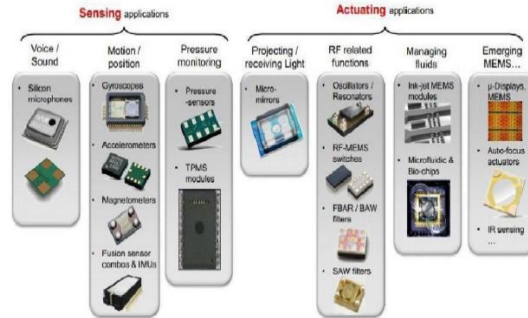 Sensing applications
Actuating applications
Voice /
Sound
Silicon
microphones
Motion /
position
Gyroscopes
Accelerometers
Magnetometers
Fusion sensor
combos & IMUs
Pressure
monitoring
Pressure
-sensors
TPMS
modules
Projecting /
receiving Light
Micro-
mirrors
RF related
functions
Oscillators /
Resonators
RF-MEMS
switches
FBAR / BAW
filters
SAW filters
Managing
fluids
Ink-jet MEMS
modules
Microfluidic &
Bio-chips
Emerging
MEMS...
µ-Displays,
MEMS
Auto-focus
actuators
IR sensing
...